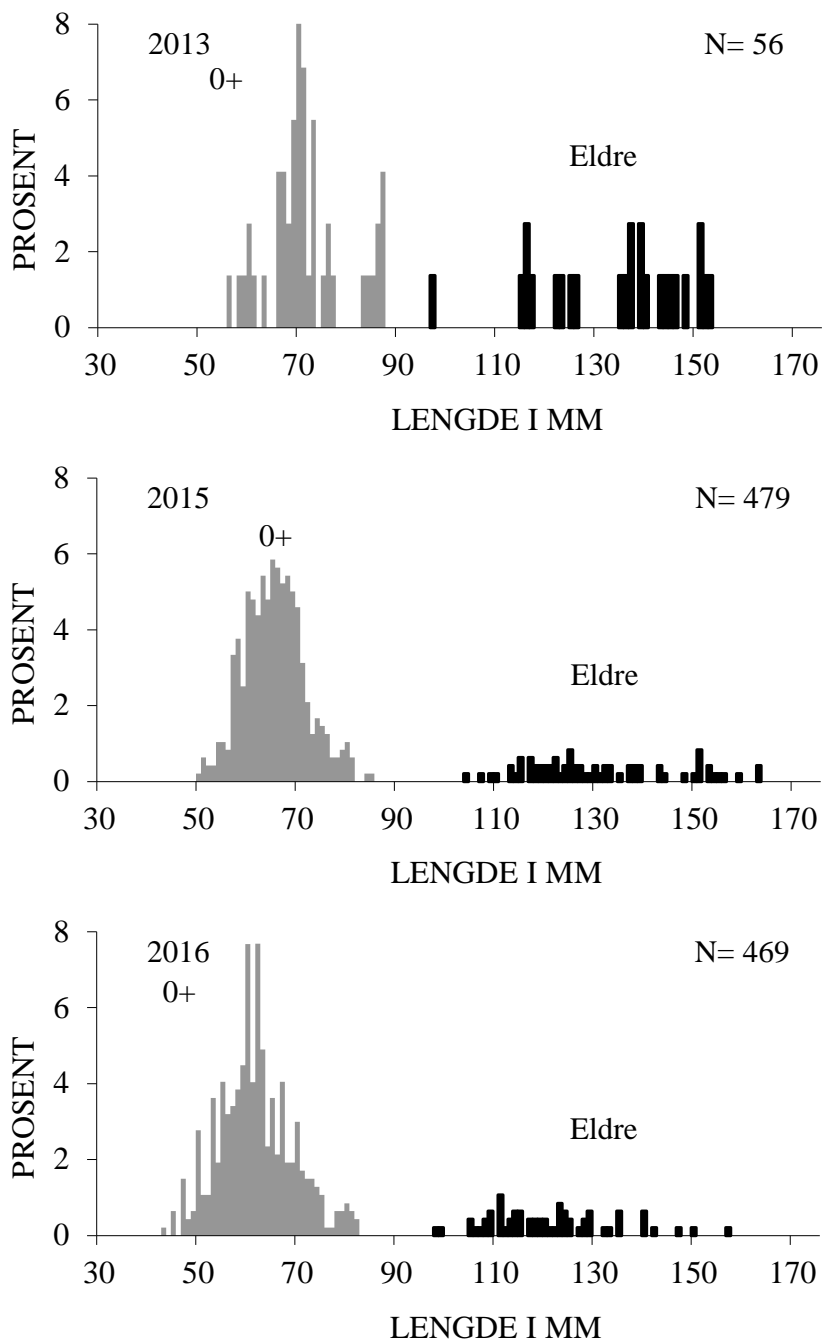 8
2013
N= 56
0+
6
PROSENT
4
Eldre
2
0
30 50 70 90 110 130 150 170
LENGDE I MM
8
2015
N= 479
0+
6
PROSENT
4
Eldre
2
0
30 50 70 90 110 130 150 170
LENGDE I MM
8
2016
N= 469
0+
6
PROSENT
4
Eldre
2
0
30 50 70 90 110 130 150 170
LENGDE I MM